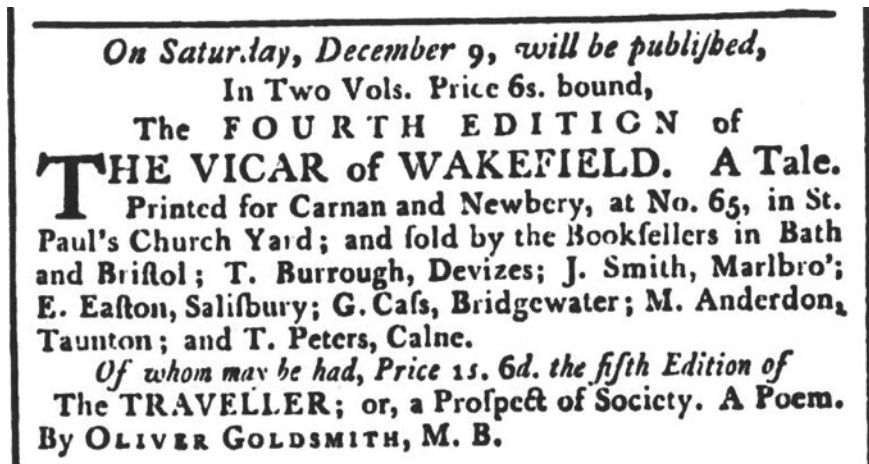 On Saturday, December 9, will be publiſhed,
In Two Vols. Price 6s. bound,
The FOURTH EDITION of
THE VICAR of WAKEFIELD. A Tale.
Printed for Carnan and Newbery, at No. 65, in St.
Paul's Church Yard; and ſold by the Bookſellers in Bath
and Briſtol; T. Burrough, Devizes; J. Smith, Marlbro';
E. Eaſton, Saliſbury; G. Caſs, Bridgewater; M. Anderdon,
Taunton; and T. Peters, Calne.
Of whom may be had, Price 1s. 6d. the fifth Edition of
The TRAVELLER; or, a Proſpect of Society. A Poem.
By OLIVER GOLDSMITH, M. B.